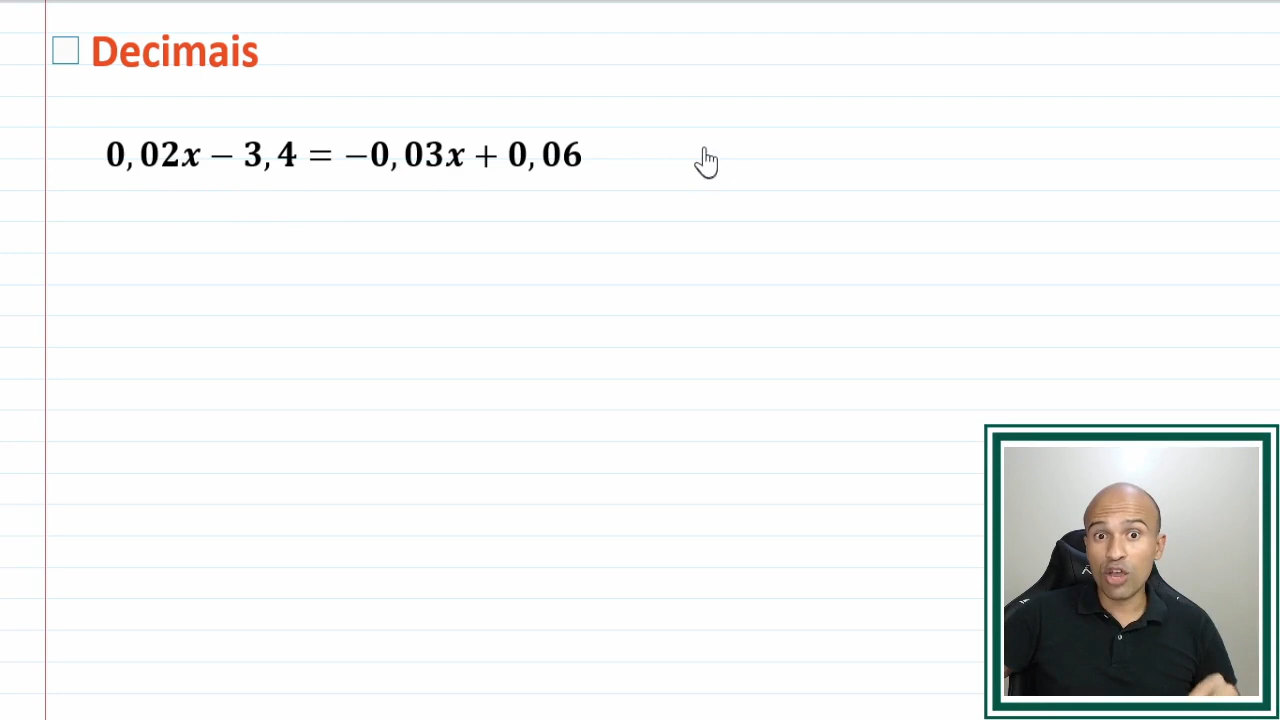 Decimais
0,02x − 3,4 = −0,03x + 0,06